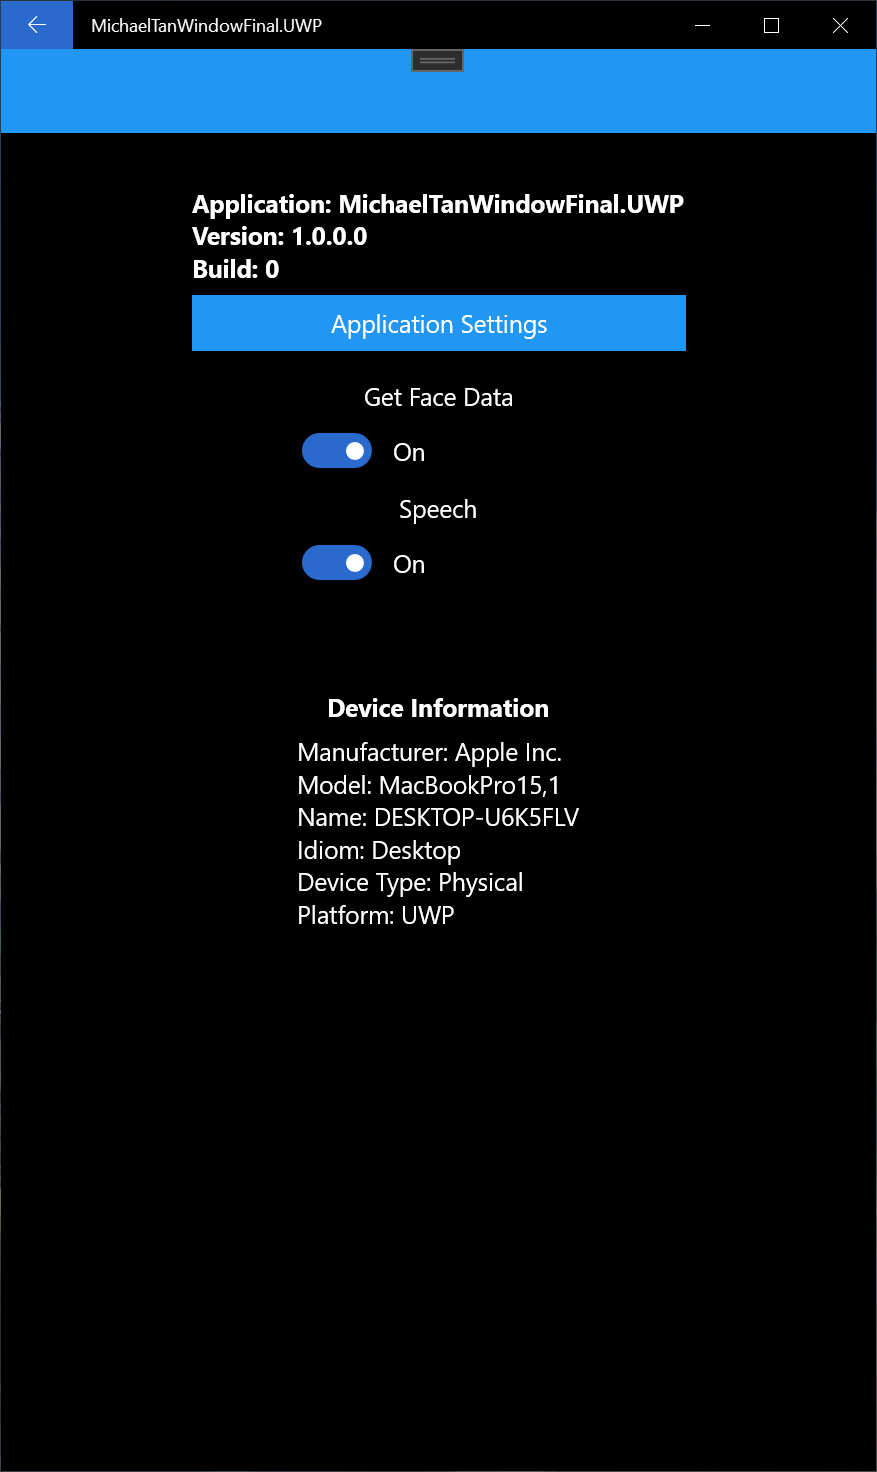 MichaelTanWindowFinal.UWP
Application: MichaelTanWindowFinal.UWP
Version: 1.0.0.0
Build: 0
Application Settings
Get Face Data
On
Speech
On
Device Information
Manufacturer: Apple Inc.
Model: MacBookPro15,1
Name: DESKTOP-U6K5FLV
Idiom: Desktop
Device Type: Physical
Platform: UWP